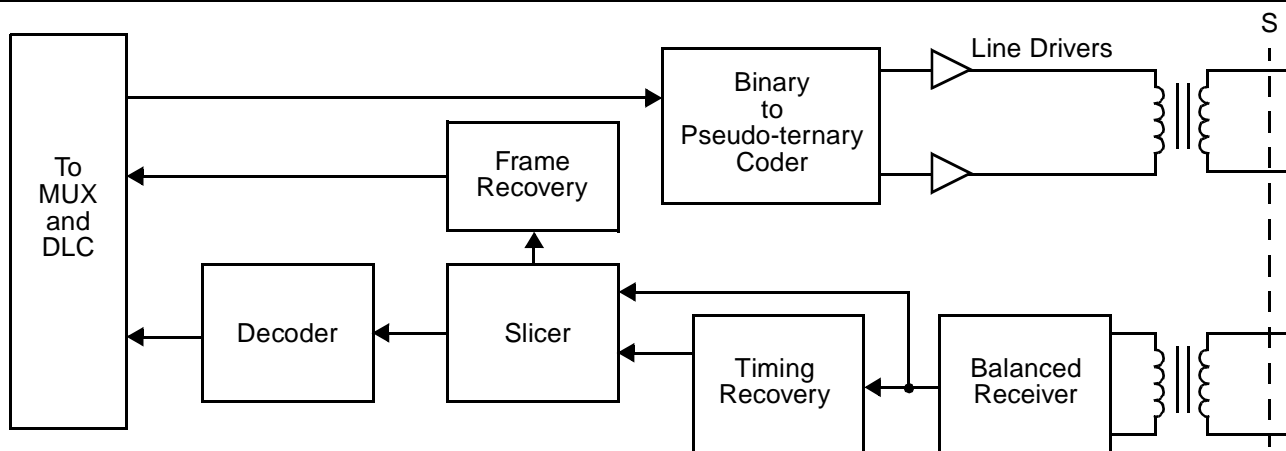 S
Line Drivers
Binary
to
Pseudo-ternary
Coder
To
MUX
and
DLC
Frame
Recovery
Decoder
Slicer
Timing
Recovery
Balanced
Receiver